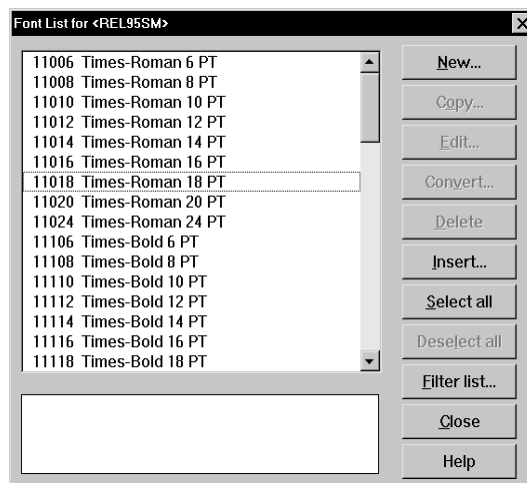 Font List for <REL95SM>
11006 Times-Roman 6 PT
11008 Times-Roman 8 PT
11010 Times-Roman 10 PT
11012 Times-Roman 12 PT
11014 Times-Roman 14 PT
11016 Times-Roman 16 PT
11018 Times-Roman 18 PT
11020 Times-Roman 20 PT
11024 Times-Roman 24 PT
11106 Times-Bold 6 PT
11108 Times-Bold 8 PT
11110 Times-Bold 10 PT
11112 Times-Bold 12 PT
11114 Times-Bold 14 PT
11116 Times-Bold 16 PT
11118 Times-Bold 18 PT
New...
Copy...
Edit...
Convert...
Delete
Insert...
Select all
Deselect all
Filter list...
Close
Help